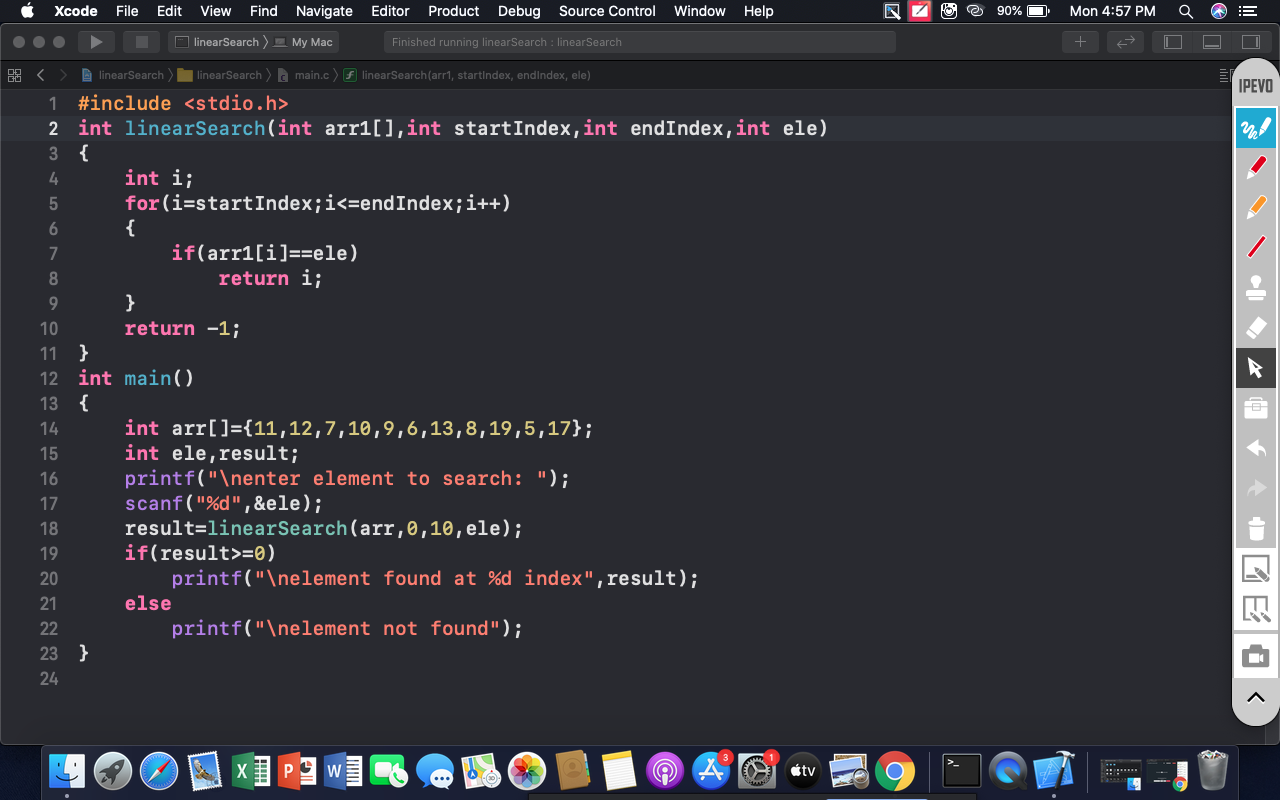 Xcode File Edit View Find Navigate Editor Product Debug Source Control Window Help 90% Mon 4:57 PM
linearSearch My Mac Finished running linearSearch : linearSearch
linearSearch linearSearch main.c linearSearch(arr1, startIndex, endIndex, ele)
IPEVO
1 #include <stdio.h>
2 int linearSearch(int arr1[],int startIndex,int endIndex,int ele)
3 {
4     int i;
5     for(i=startIndex;i<=endIndex;i++)
6     {
7         if(arr1[i]==ele)
8             return i;
9     }
10     return -1;
11 }
12 int main()
13 {
14     int arr[]={11,12,7,10,9,6,13,8,19,5,17};
15     int ele,result;
16     printf("\nenter element to search: ");
17     scanf("%d",&ele);
18     result=linearSearch(arr,0,10,ele);
19     if(result>=0)
20         printf("\nelement found at %d index",result);
21     else
22         printf("\nelement not found");
23 }
24
3 1
X P W 3D tv >_